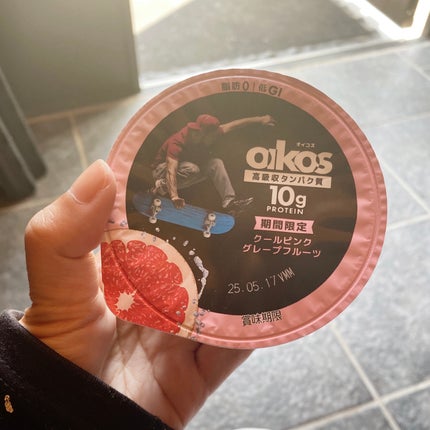 脂肪0 低GI
オイコス
oikos
高吸収タンパク質
10g
PROTEIN
期間限定
クールピンク
グレープフルーツ
25.05.17 VMM
賞味期限